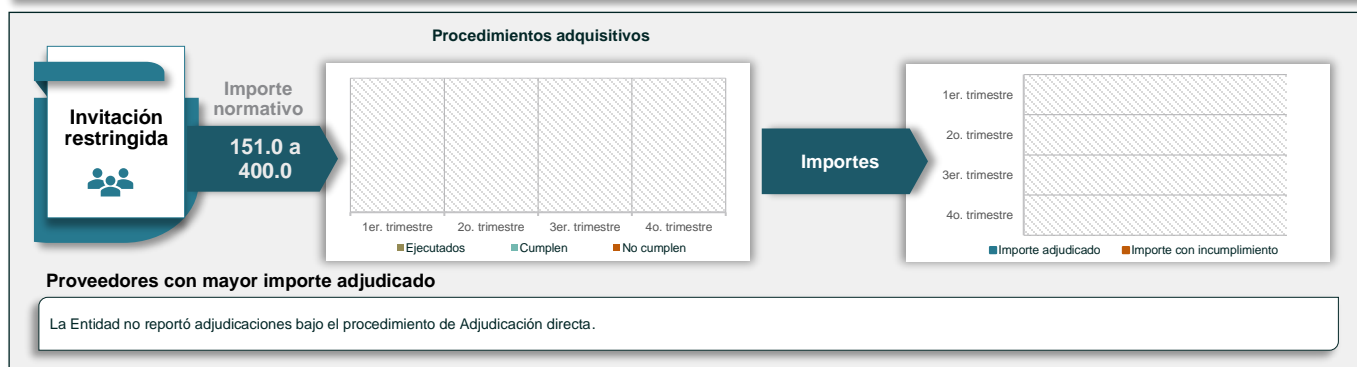 Procedimientos adquisitivos
Invitación
restringida
Importe
normativo
151.0 a
400.0
1er. trimestre 2o. trimestre 3er. trimestre 4o. trimestre
Ejecutados Cumplen No cumplen
Importes
1er. trimestre
2o. trimestre
3er. trimestre
4o. trimestre
Importe adjudicado Importe con incumplimiento
Proveedores con mayor importe adjudicado
La Entidad no reportó adjudicaciones bajo el procedimiento de Adjudicación directa.